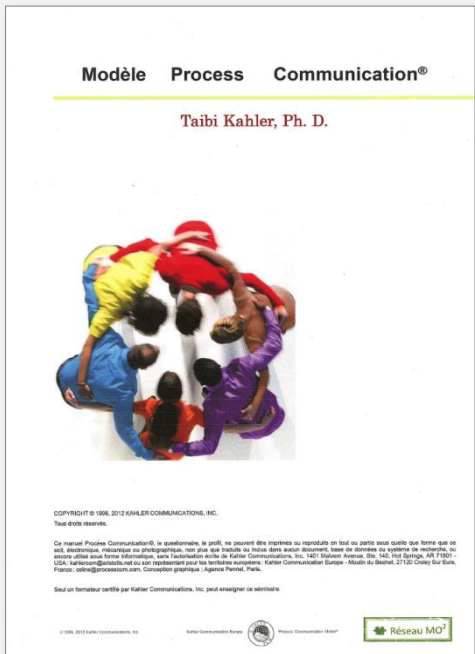 Modèle Process Communication®
Taibi Kahler, Ph. D.
COPYRIGHT © 1996, 2012 KAHLER COMMUNICATIONS, INC.
Tous droits réservés.
Ce manuel Process Communication®, le questionnaire, le profil, ne peuvent être imprimés ou reproduits en tout ou partie sous quelle que forme que ce
soit, électronique, mécanique ou photographique, non plus que traduits ou inclus dans aucun document, base de données ou système de recherche, ou
encore utilisé sous forme informatique, sans l'autorisation écrite de Kahler Communications, Inc. 1401 Malvern Avenue, Ste. 140, Hot Springs, AR 71901 -
USA : kahlercom@aristotle.net ou son représentant pour les territoires européens : Kahler Communication Europe - Moulin du Béchet, 27120 Croisy Sur Eure,
France : celine@processcom.com, Conception graphique : Agence Pennel, Paris.
Seul un formateur certifié par Kahler Communications, Inc. peut enseigner ce séminaire.
© 1996, 2012 Kahler Communications, Inc. Kahler Communication Europe Process Communication Model®
Réseau MO²